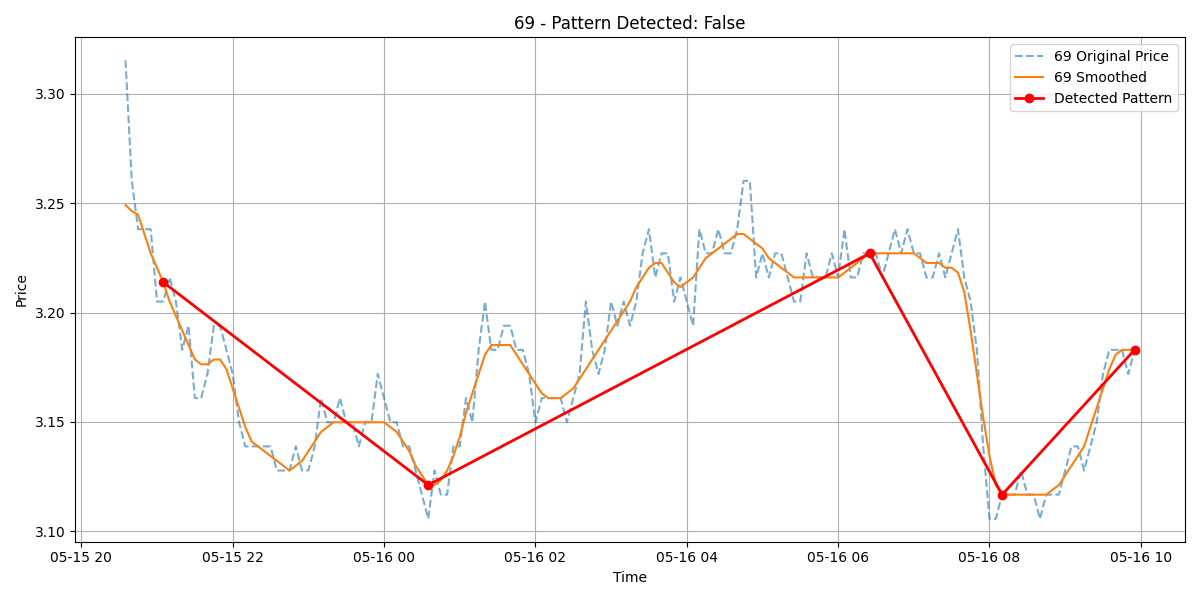 69 - Pattern Detected: False
69 Original Price
69 Smoothed
Detected Pattern
Price
3.30
3.25
3.20
3.15
3.10
05-15 20
05-15 22
05-16 00
05-16 02
05-16 04
05-16 06
05-16 08
05-16 10
Time